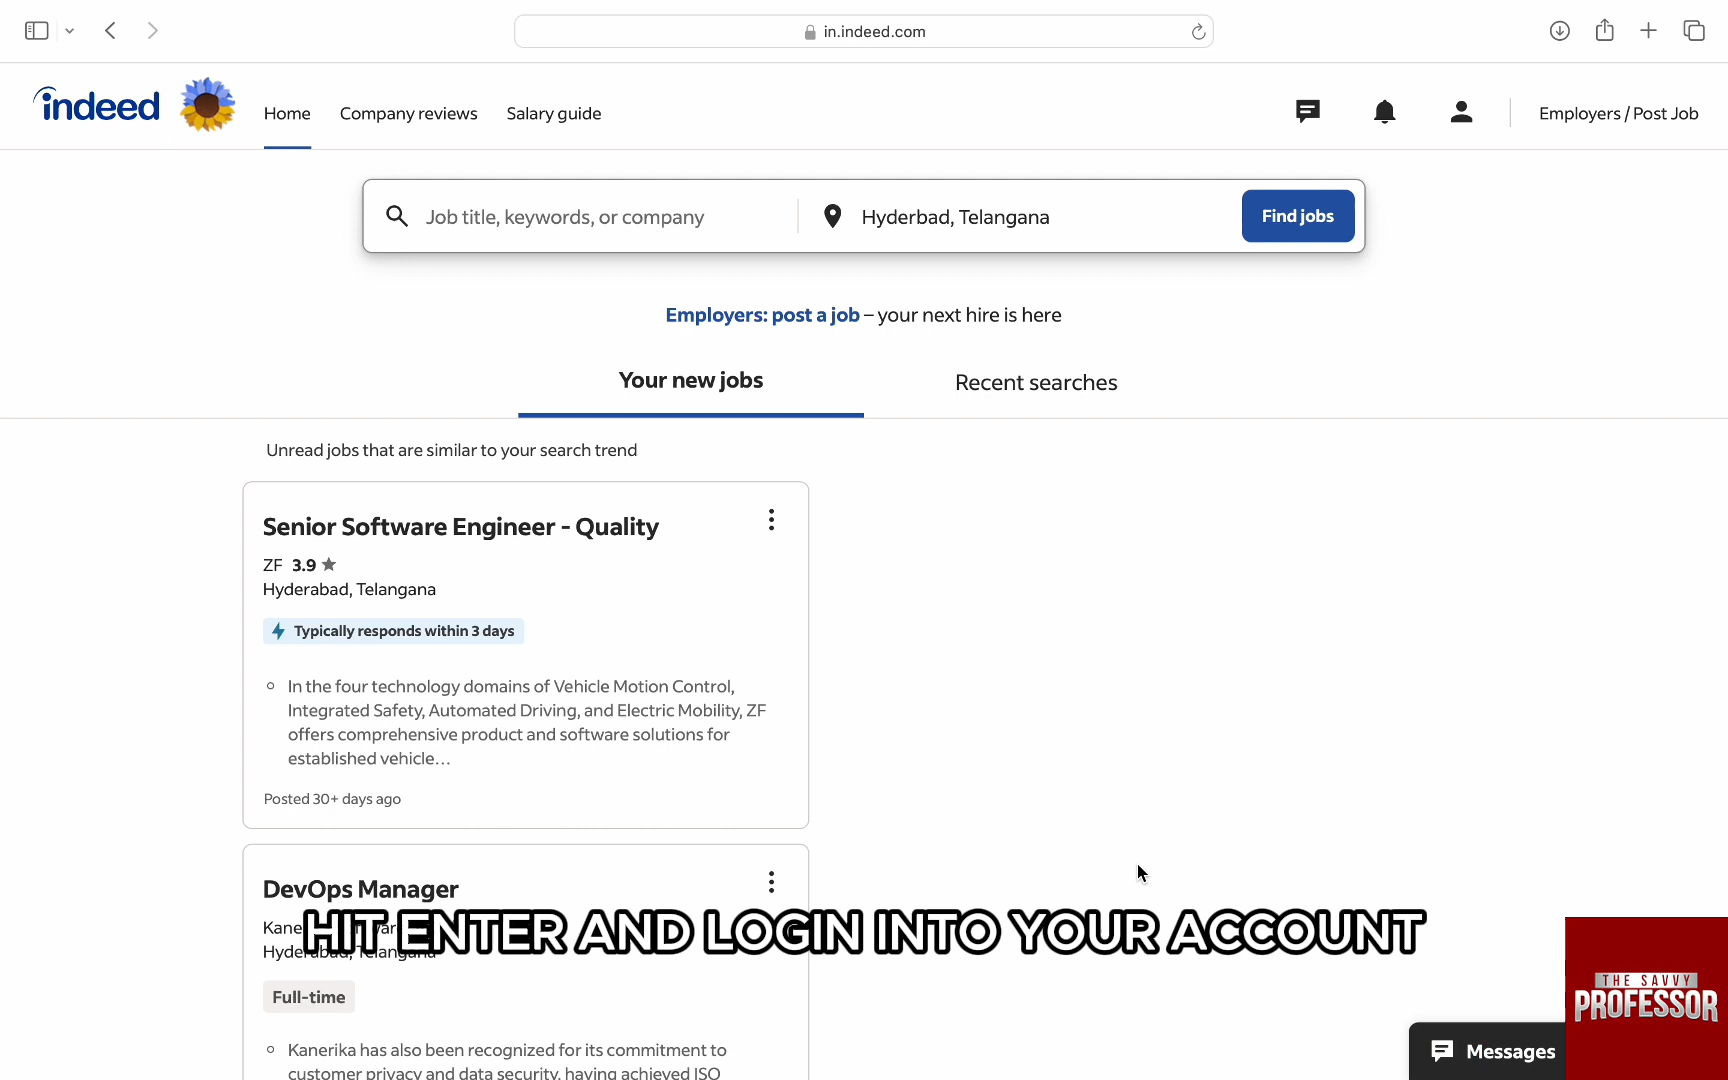 in.indeed.com
indeed
Home
Company reviews
Salary guide
Employers / Post Job
Job title, keywords, or company
Hyderbad, Telangana
Find jobs
Employers: post a job – your next hire is here
Your new jobs
Recent searches
Unread jobs that are similar to your search trend
Senior Software Engineer - Quality
ZF 3.9 ★
Hyderabad, Telangana
Typically responds within 3 days
In the four technology domains of Vehicle Motion Control,
Integrated Safety, Automated Driving, and Electric Mobility, ZF
offers comprehensive product and software solutions for
established vehicle...
Posted 30+ days ago
DevOps Manager
HIT ENTER AND LOGIN INTO YOUR ACCOUNT
Hyderabad, Telangana
Full-time
Kanerika has also been recognized for its commitment to
customer privacy and data security, having achieved ISO
THE SAVVY
PROFESSOR
Messages